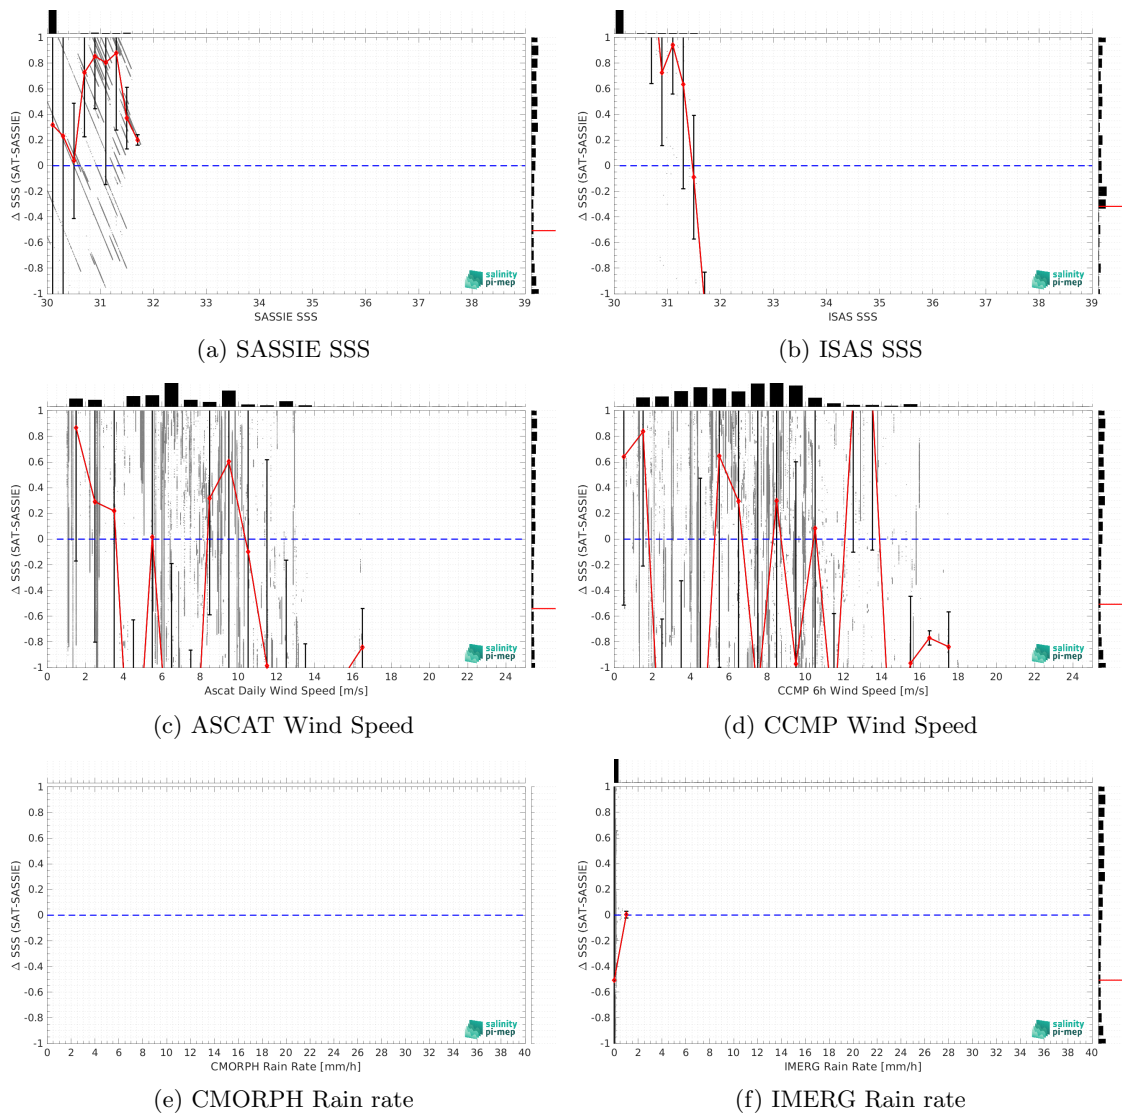 1
0.8
0.6
0.4
0.2
0
-0.2
-0.4
-0.6
-0.8
-1
Δ SSS (SAT-SASSIE)
salinity
pi-mep
30 31 32 33 34 35 36 37 38 39
SASSIE SSS
(a) SASSIE SSS
1
0.8
0.6
0.4
0.2
0
-0.2
-0.4
-0.6
-0.8
-1
Δ SSS (SAT-SASSIE)
salinity
pi-mep
30 31 32 33 34 35 36 37 38 39
ISAS SSS
(b) ISAS SSS
1
0.8
0.6
0.4
0.2
0
-0.2
-0.4
-0.6
-0.8
-1
Δ SSS (SAT-SASSIE)
salinity
pi-mep
0 2 4 6 8 10 12 14 16 18 20 22 24
Ascat Daily Wind Speed [m/s]
(c) ASCAT Wind Speed
1
0.8
0.6
0.4
0.2
0
-0.2
-0.4
-0.6
-0.8
-1
Δ SSS (SAT-SASSIE)
salinity
pi-mep
0 2 4 6 8 10 12 14 16 18 20 22 24
CCMP 6h Wind Speed [m/s]
(d) CCMP Wind Speed
1
0.8
0.6
0.4
0.2
0
-0.2
-0.4
-0.6
-0.8
-1
Δ SSS (SAT-SASSIE)
salinity
pi-mep
0 2 4 6 8 10 12 14 16 18 20 22 24 26 28 30 32 34 36 38 40
CMORPH Rain Rate [mm/h]
(e) CMORPH Rain rate
1
0.8
0.6
0.4
0.2
0
-0.2
-0.4
-0.6
-0.8
-1
Δ SSS (SAT-SASSIE)
salinity
pi-mep
0 2 4 6 8 10 12 14 16 18 20 22 24 26 28 30 32 34 36 38 40
IMERG Rain Rate [mm/h]
(f) IMERG Rain rate